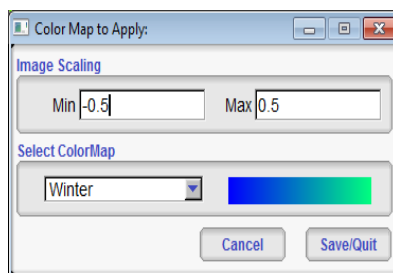 Color Map to Apply:
Image Scaling
Min -0.5 Max 0.5
Select ColorMap
Winter
Cancel Save/Quit